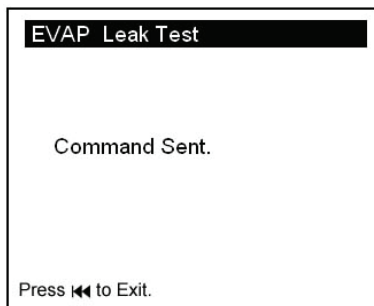 EVAP Leak Test
Command Sent.
Press ⏮ to Exit.